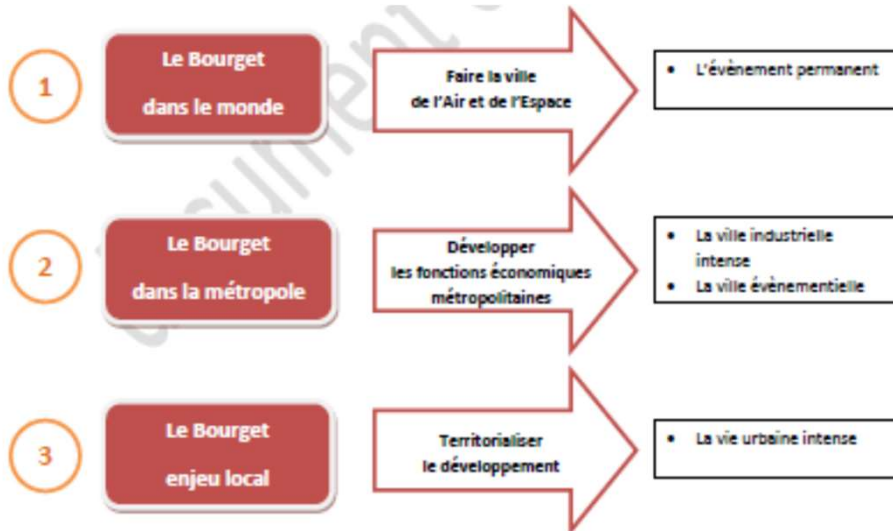 1
Le Bourget
dans le monde
Faire la ville
de l'Air et de l'Espace
• L'évènement permanent
2
Le Bourget
dans la métropole
Développer
les fonctions économiques
métropolitaines
• La ville industrielle
intense
• La ville évènementielle
3
Le Bourget
enjeu local
Territorialiser
le développement
• La vie urbaine intense